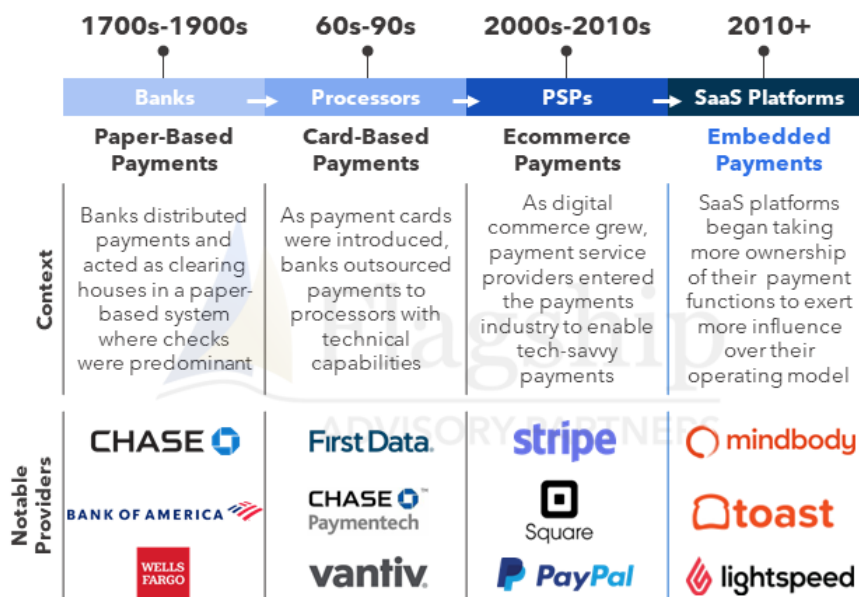 1700s-1900s
60s-90s
2000s-2010s
2010+
Banks
Processors
PSPs
SaaS Platforms
Paper-Based
Payments
Card-Based
Payments
Ecommerce
Payments
Embedded
Payments
Context
Banks distributed
payments and
acted as clearing
houses in a paper-
based system
where checks
were predominant
As payment cards
were introduced,
banks outsourced
payments to
processors with
technical
capabilities
As digital
commerce grew,
payment service
providers entered
the payments
industry to enable
tech-savvy
payments
SaaS platforms
began taking
more ownership
of their payment
functions to exert
more influence
over their
operating model
Flagship
ADVISORY PARTNERS
Notable
Providers
CHASE
BANK OF AMERICA
WELLS
FARGO
First Data.
CHASE ™
Paymentech
vantiv.
stripe
Square
PayPal
mindbody
toast
lightspeed